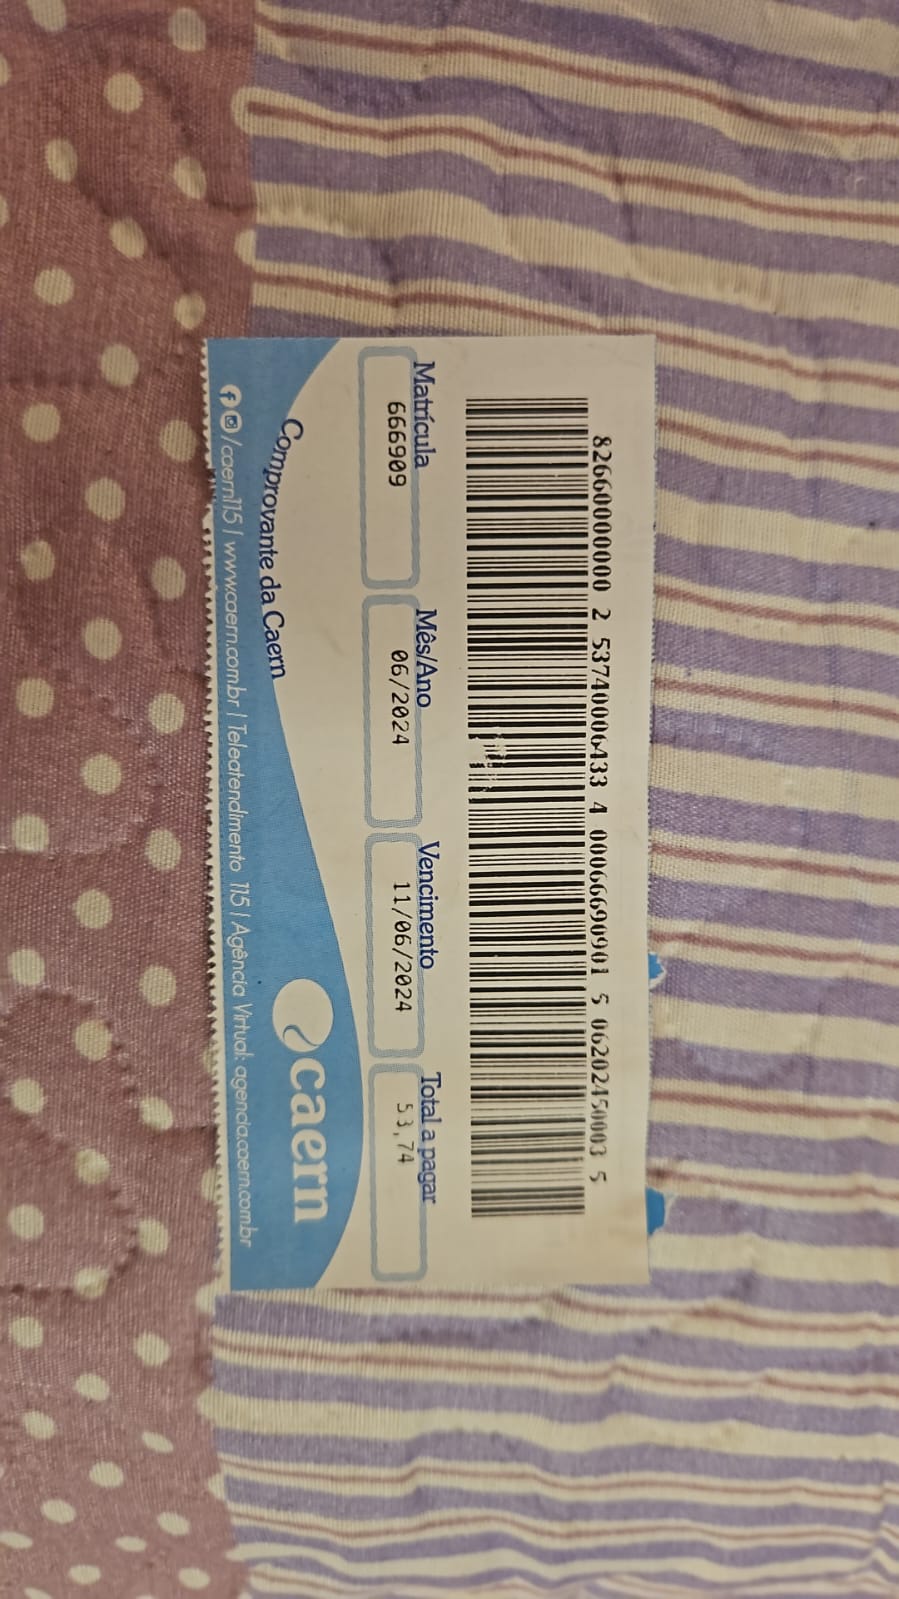 82660000000 2 53740006433 4 00066690901 5 06202450003 5
Matrícula
666909
Mês/Ano
06/2024
Vencimento
11/06/2024
Total a pagar
53,74
Comprovante da Caern
caern
/caern115 | www.caern.com.br | Teleatendimento 115 | Agência Virtual: agencia.caern.com.br